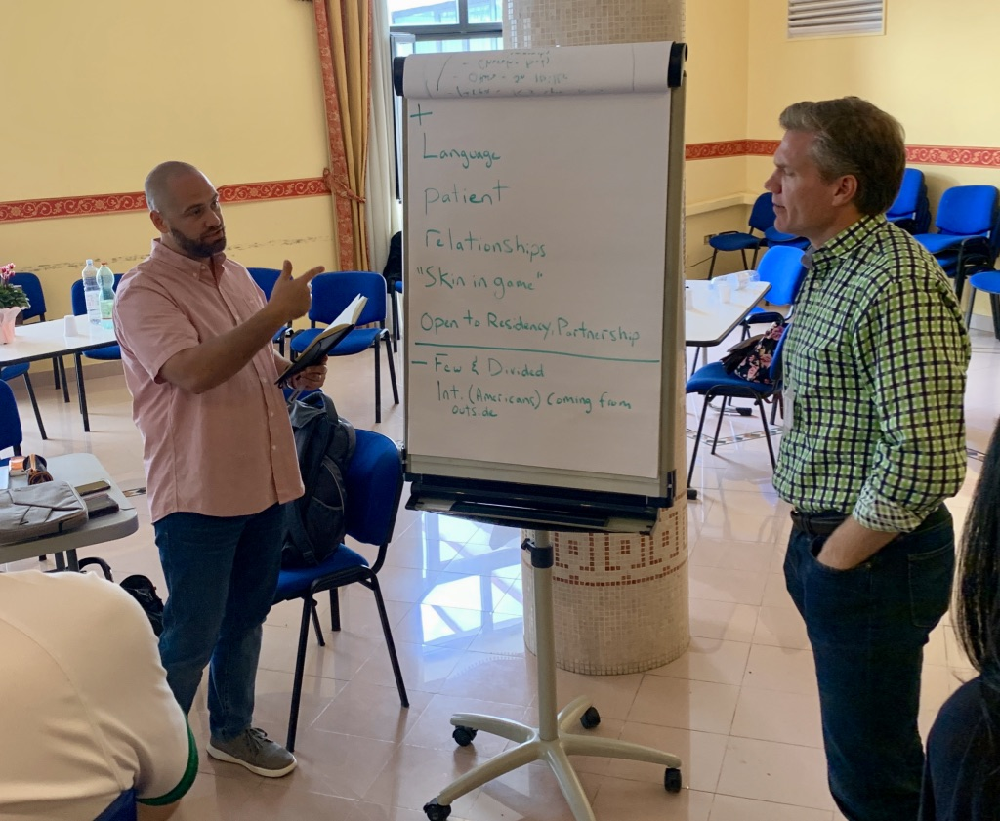 +
Language
patient
relationships
"Skin in game"
Open to Residency, Partnership
- Few & Divided
Int. (Americans) Coming from
outside